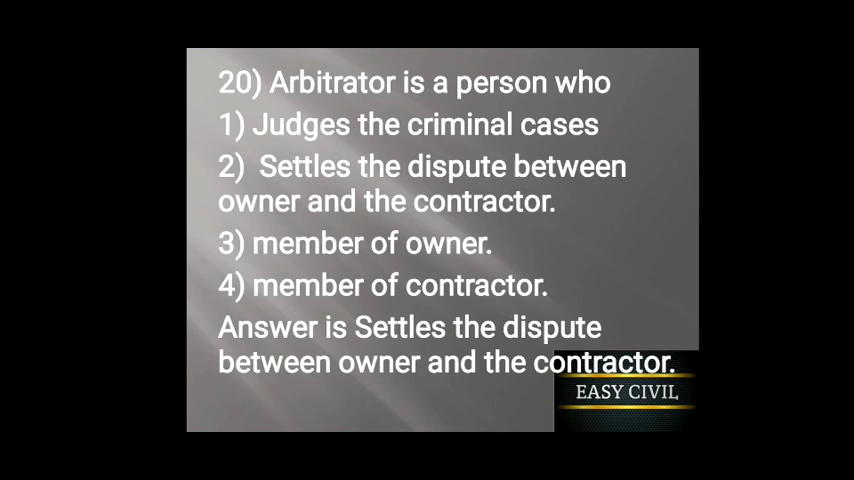 20) Arbitrator is a person who
1) Judges the criminal cases
2)  Settles the dispute between
owner and the contractor.
3) member of owner.
4) member of contractor.
Answer is Settles the dispute
between owner and the contractor.
EASY CIVIL